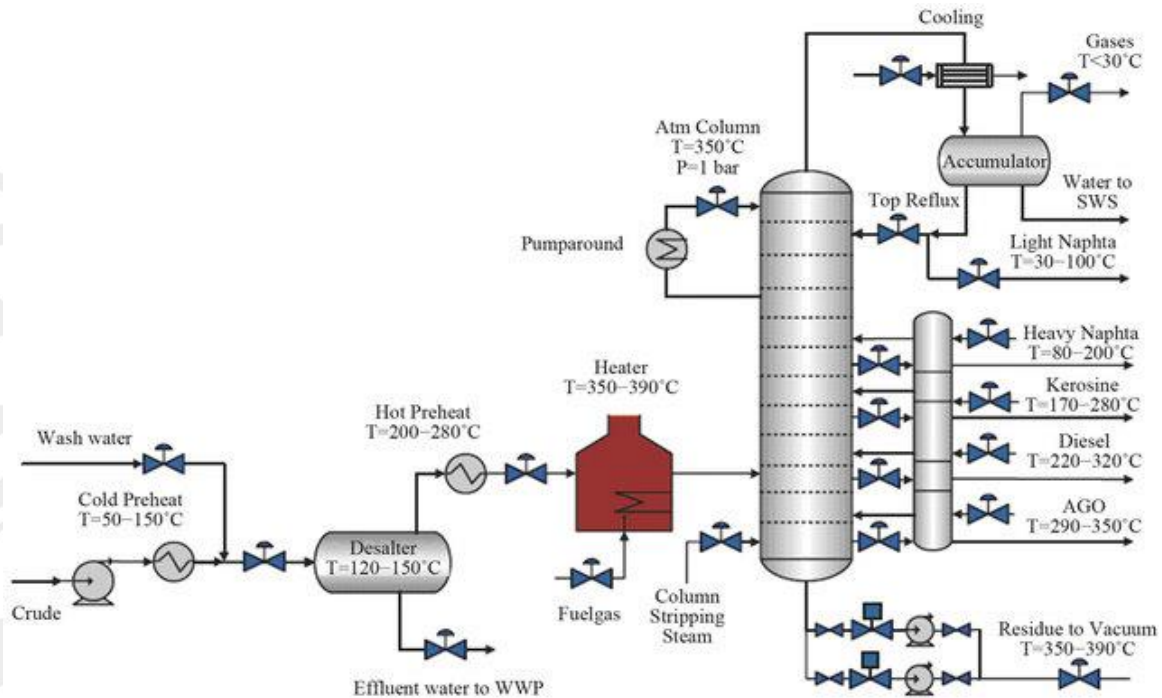 Cooling
Gases
T<30˚C
Atm Column
T=350˚C
P=1 bar
Accumulator
Water to
SWS
Top Reflux
Pumparound
Light Naphta
T=30−100˚C
Heavy Naphta
T=80−200˚C
Heater
T=350−390˚C
Kerosine
T=170−280˚C
Hot Preheat
T=200−280˚C
Wash water
Diesel
T=220−320˚C
Cold Preheat
T=50−150˚C
AGO
T=290−350˚C
Desalter
T=120−150˚C
Crude
Fuelgas
Column
Stripping
Steam
Residue to Vacuum
T=350−390˚C
Effluent water to WWP